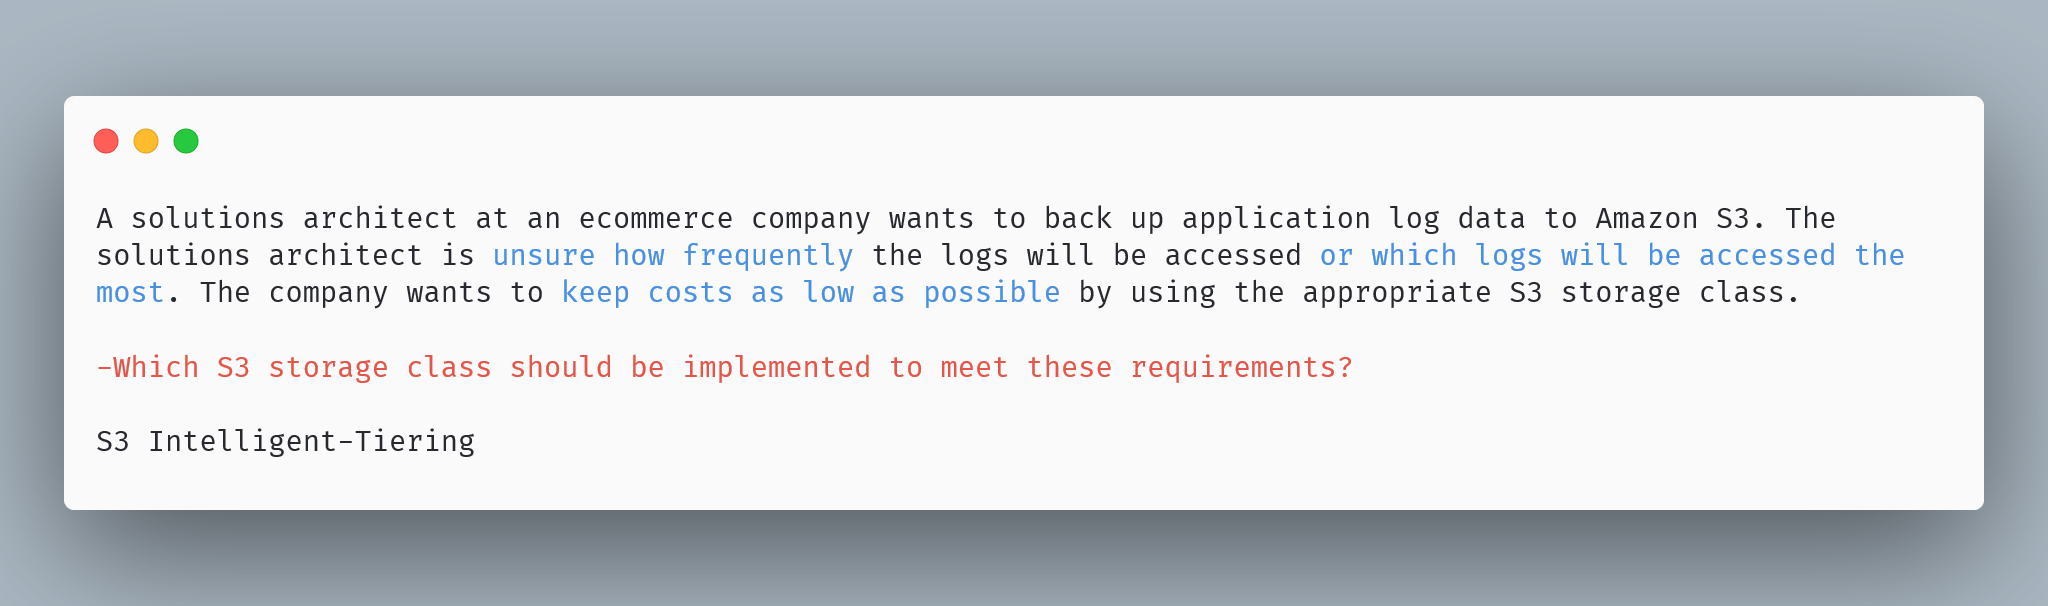 A solutions architect at an ecommerce company wants to back up application log data to Amazon S3. The
solutions architect is unsure how frequently the logs will be accessed or which logs will be accessed the
most. The company wants to keep costs as low as possible by using the appropriate S3 storage class.
-Which S3 storage class should be implemented to meet these requirements?
S3 Intelligent-Tiering